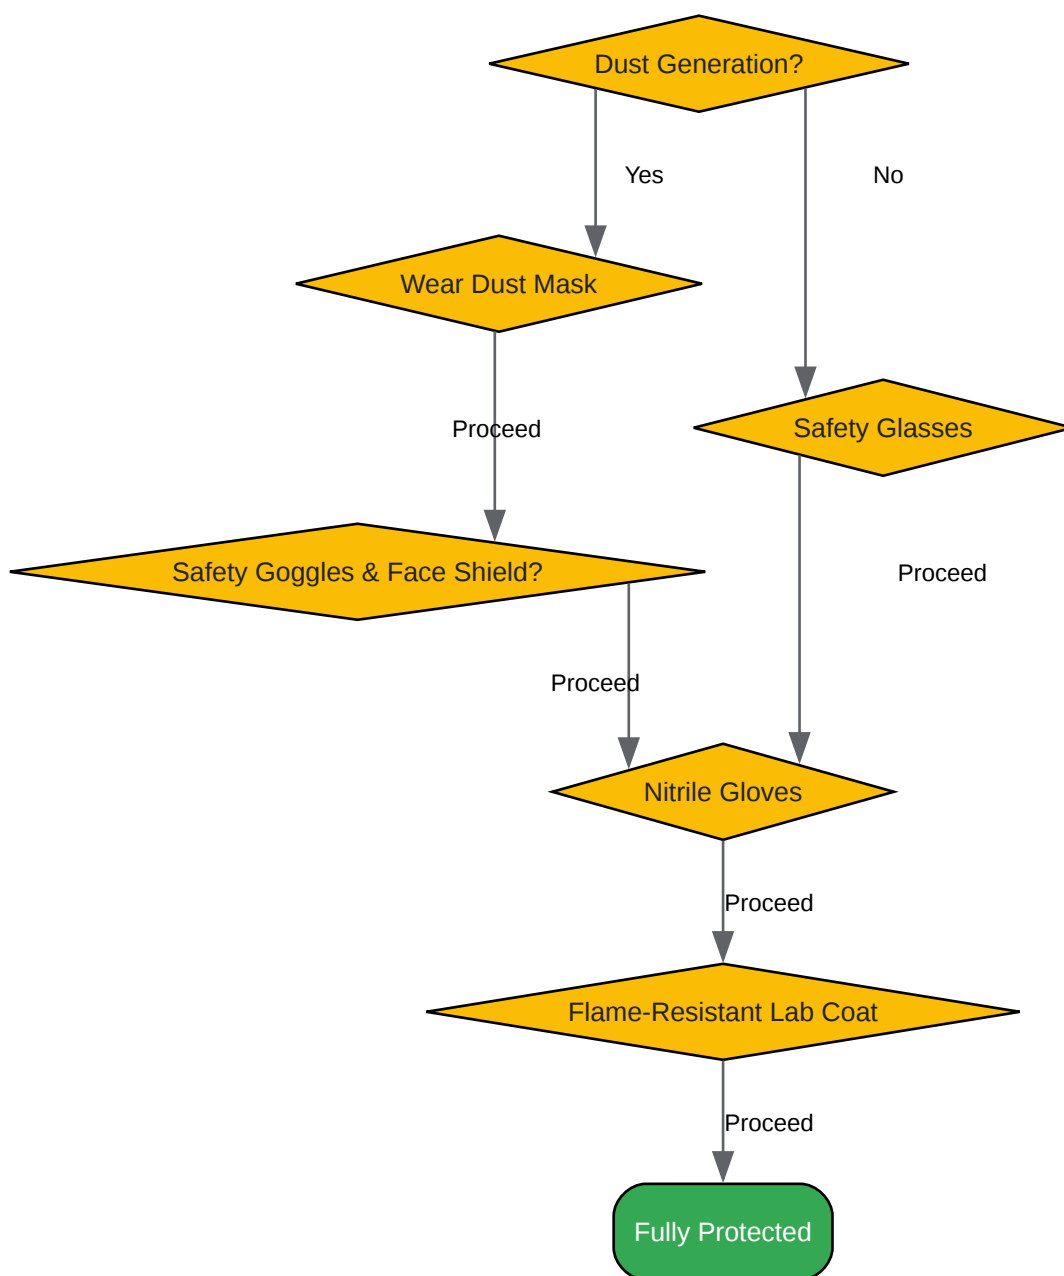 Dust Generation?
Yes
No
Wear Dust Mask
Proceed
Safety Glasses
Safety Goggles & Face Shield?
Proceed
Proceed
Nitrile Gloves
Proceed
Flame-Resistant Lab Coat
Proceed
Fully Protected